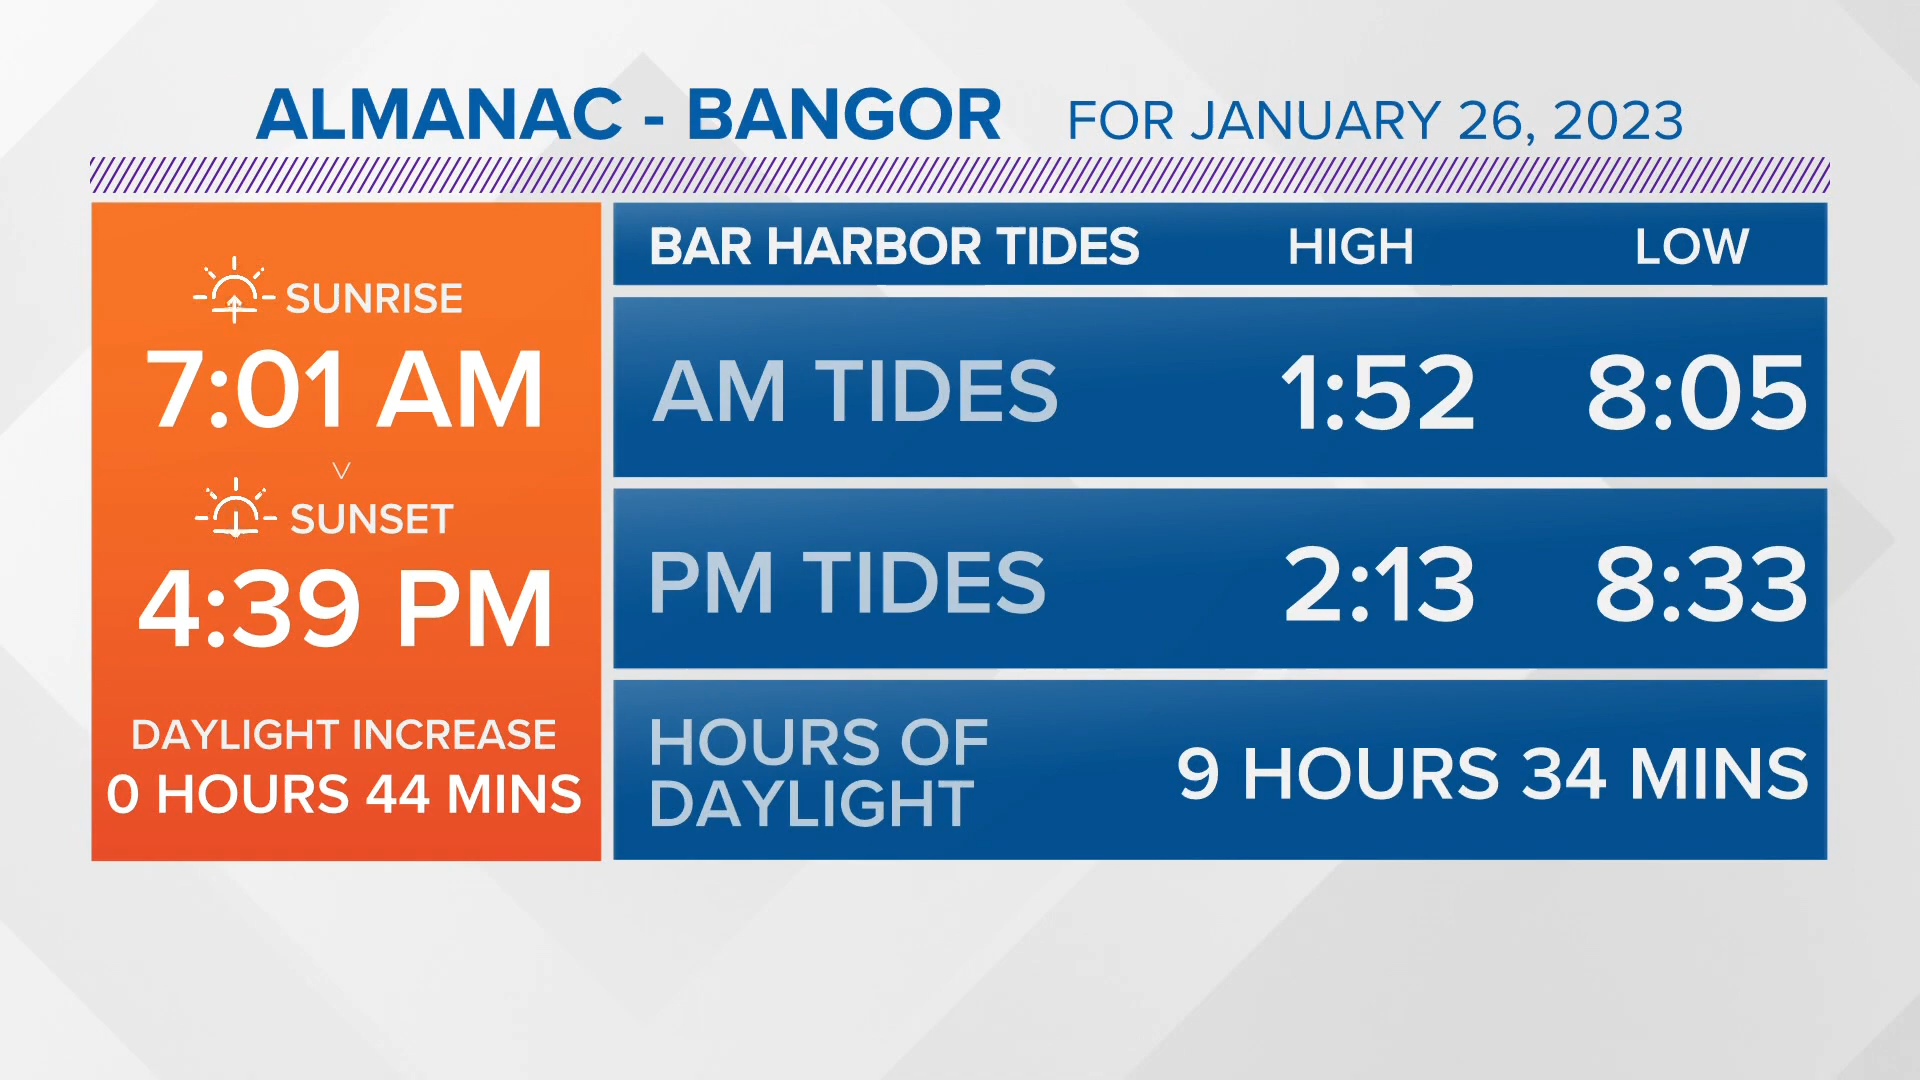 ALMANAC - BANGOR FOR JANUARY 26, 2023
SUNRISE
7:01 AM
SUNSET
4:39 PM
DAYLIGHT INCREASE
0 HOURS 44 MINS
BAR HARBOR TIDES HIGH LOW
AM TIDES 1:52 8:05
PM TIDES 2:13 8:33
HOURS OF
DAYLIGHT
9 HOURS 34 MINS